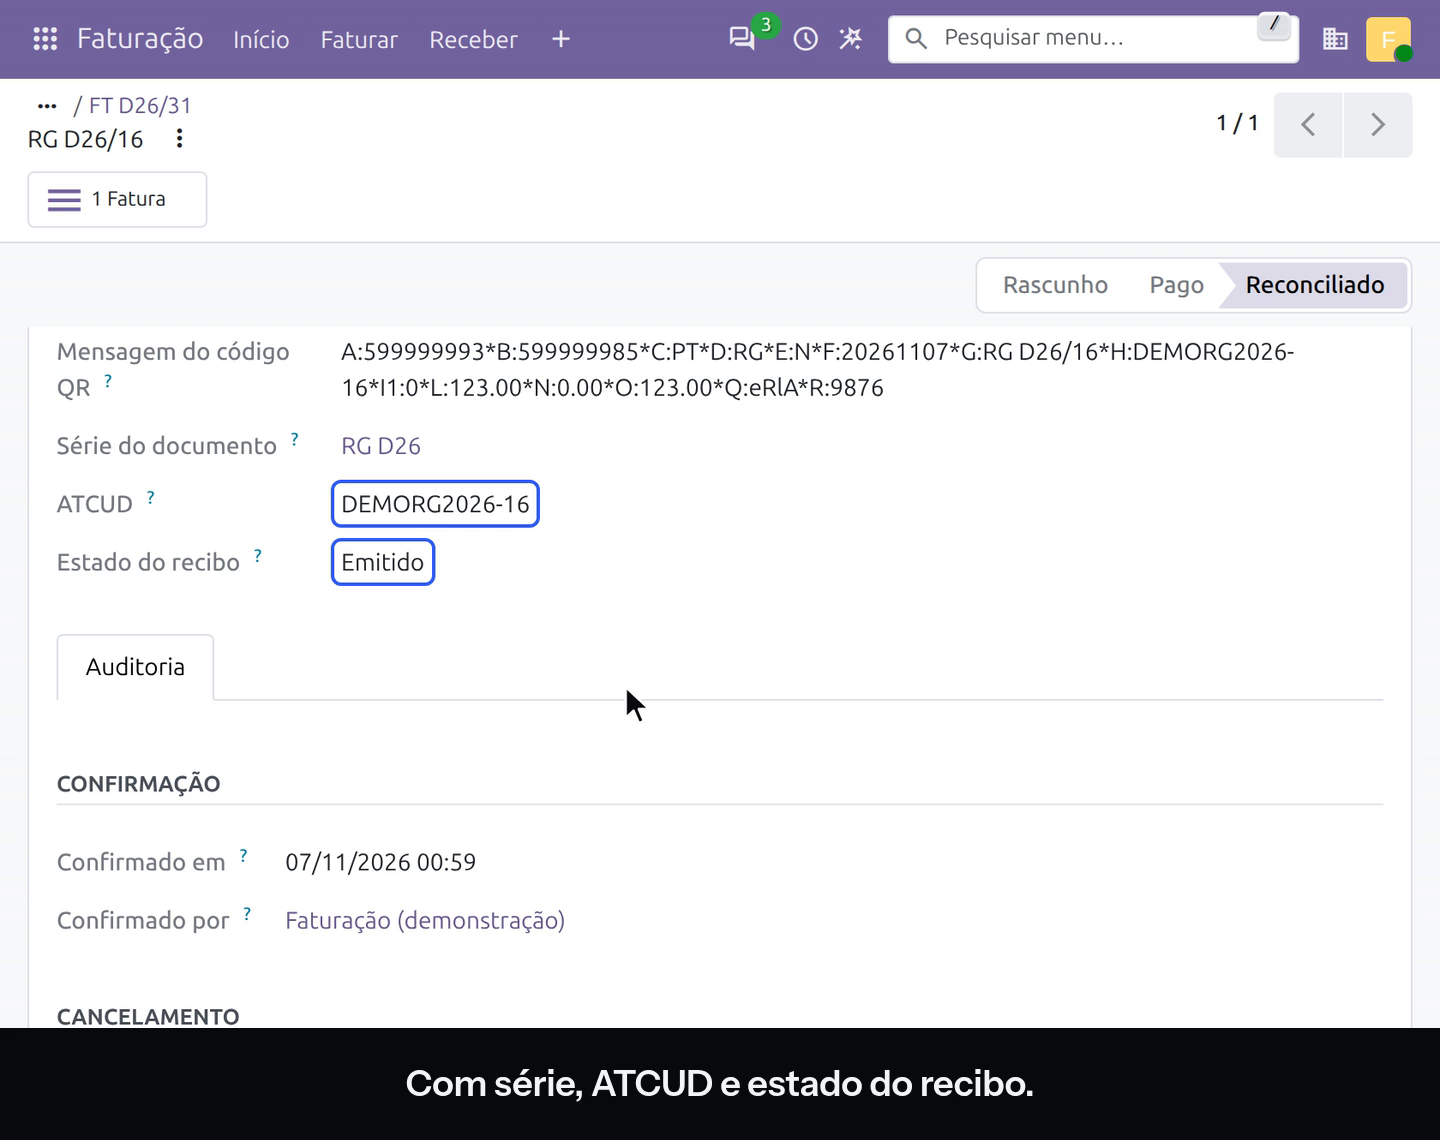 Faturação Início Faturar Receber + 3 Pesquisar menu... / F
... / FT D26/31
RG D26/16
1 / 1
1 Fatura
Rascunho Pago Reconciliado
Mensagem do código QR ? A:599999993*B:599999985*C:PT*D:RG*E:N*F:20261107*G:RG D26/16*H:DEMORG2026-
16*I1:0*L:123.00*N:0.00*O:123.00*Q:eRlA*R:9876
Série do documento ? RG D26
ATCUD ? DEMORG2026-16
Estado do recibo ? Emitido
Auditoria
CONFIRMAÇÃO
Confirmado em ? 07/11/2026 00:59
Confirmado por ? Faturação (demonstração)
CANCELAMENTO
Com série, ATCUD e estado do recibo.